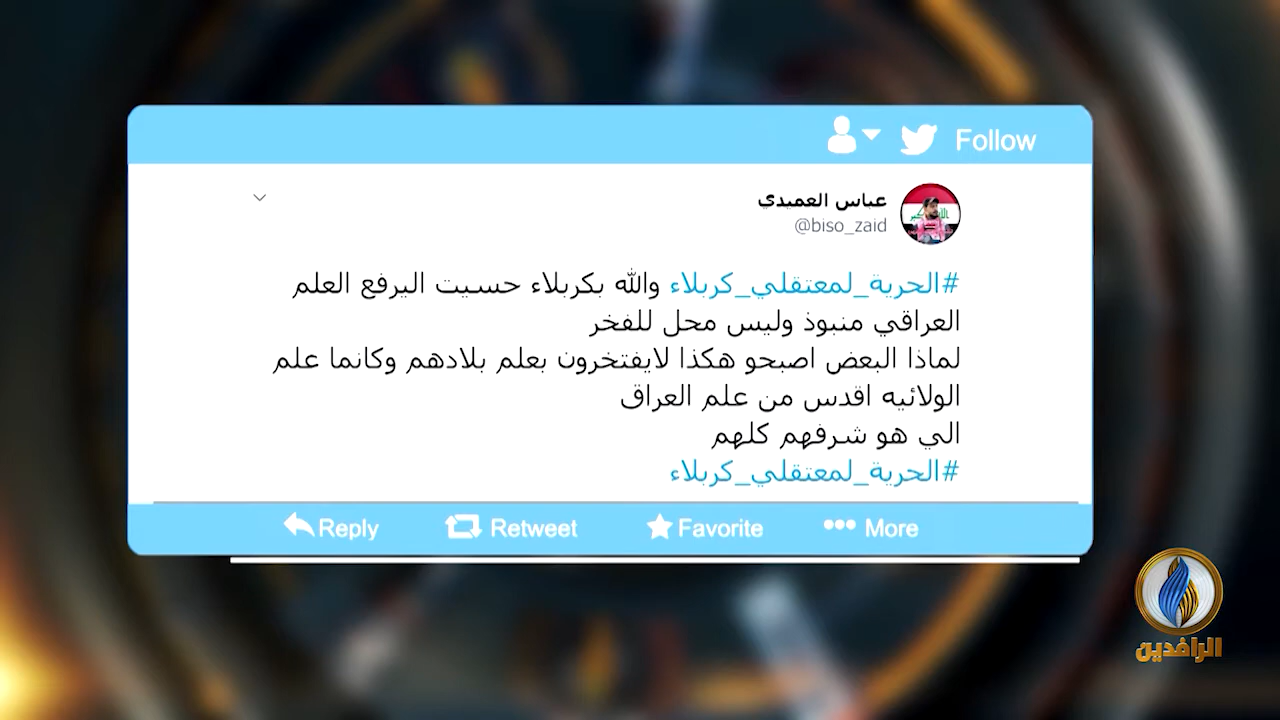 Follow
عباس العميدي
@biso_zaid
#الحرية_لمعتقلي_كربلاء والله بكربلاء حسيت اليرفع العلم
العراقي منبوذ وليس محل للفخر
لماذا البعض اصبحو هكذا لايفتخرون بعلم بلادهم وكانما علم
الولائيه اقدس من علم العراق
الي هو شرفهم كلهم
#الحرية_لمعتقلي_كربلاء
Reply Retweet Favorite More
الرافدين